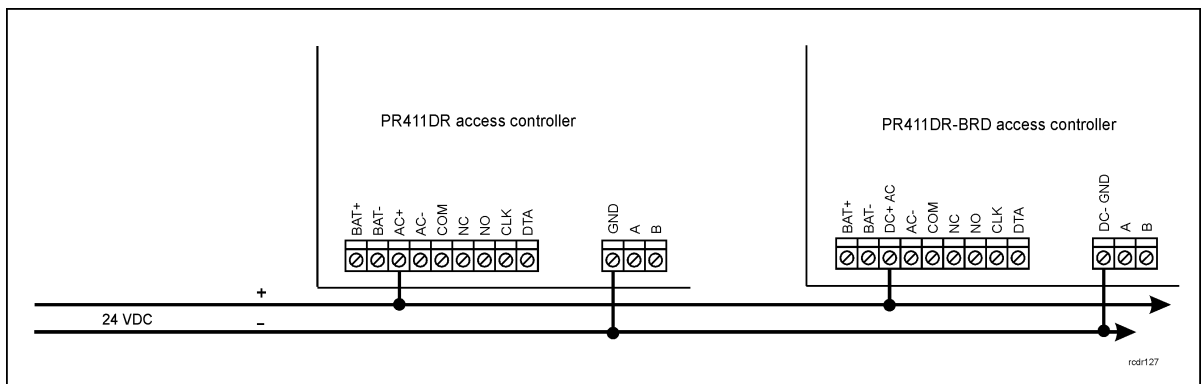 PR411DR access controller
PR411DR-BRD access controller
BAT+
BAT-
AC+
AC-
COM
NC
NO
CLK
DTA
GND
A
B
BAT+
BAT-
DC+ AC
AC-
COM
NC
NO
CLK
DTA
DC- GND
A
B
+
24 VDC
–
rcdr127